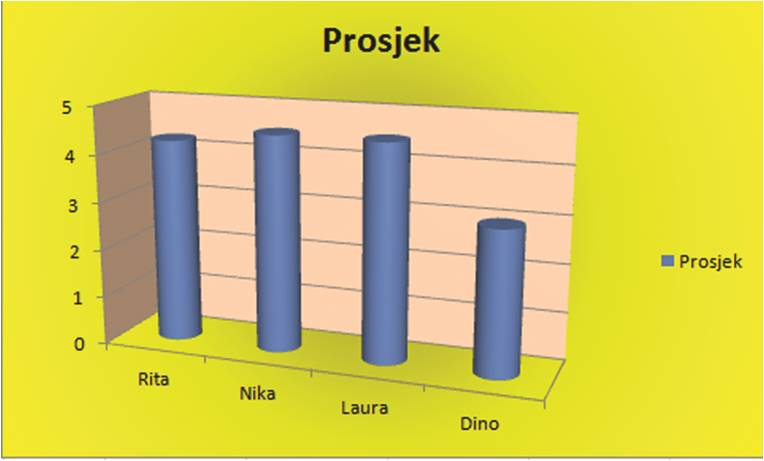 Prosjek
5
4
3
2
1
0
Rita
Nika
Laura
Dino
Prosjek